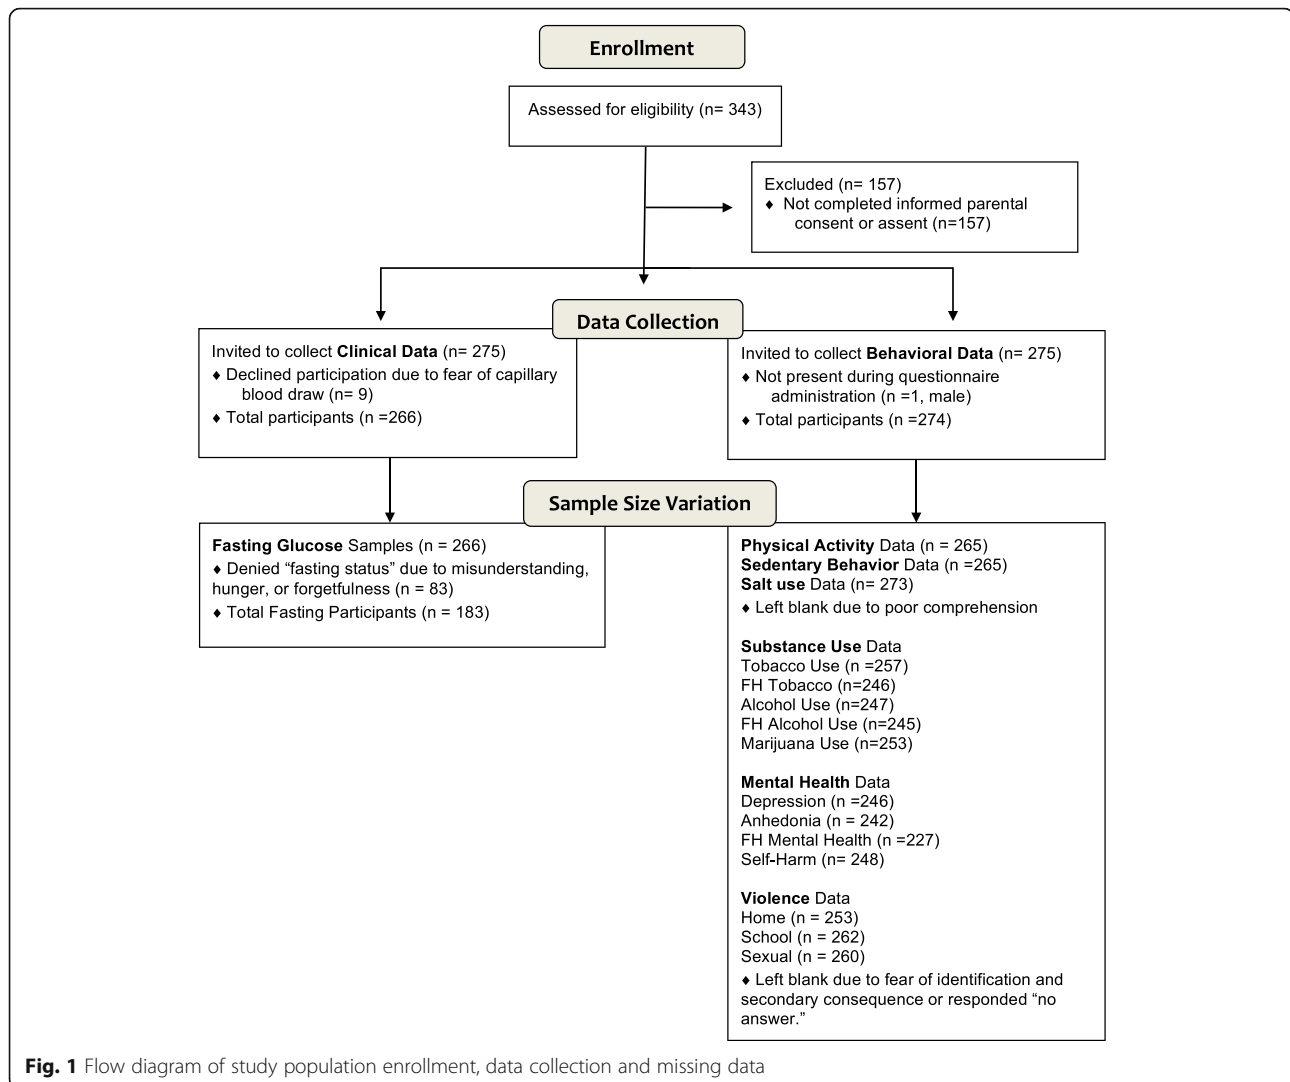 Enrollment
Assessed for eligibility (n= 343)
Excluded (n= 157)
♦ Not completed informed parental
consent or assent (n=157)
Data Collection
Invited to collect Clinical Data (n= 275)
♦ Declined participation due to fear of capillary
blood draw (n= 9)
♦ Total participants (n =266)
Invited to collect Behavioral Data (n= 275)
♦ Not present during questionnaire
administration (n =1, male)
♦ Total participants (n =274)
Sample Size Variation
Fasting Glucose Samples (n = 266)
♦ Denied “fasting status” due to misunderstanding,
hunger, or forgetfulness (n = 83)
♦ Total Fasting Participants (n = 183)
Physical Activity Data (n = 265)
Sedentary Behavior Data (n =265)
Salt use Data (n= 273)
♦ Left blank due to poor comprehension
Substance Use Data
Tobacco Use (n =257)
FH Tobacco (n=246)
Alcohol Use (n=247)
FH Alcohol Use (n=245)
Marijuana Use (n=253)
Mental Health Data
Depression (n =246)
Anhedonia (n = 242)
FH Mental Health (n =227)
Self-Harm (n= 248)
Violence Data
Home (n = 253)
School (n = 262)
Sexual (n = 260)
♦ Left blank due to fear of identification and
secondary consequence or responded “no
answer.”
Fig. 1 Flow diagram of study population enrollment, data collection and missing data